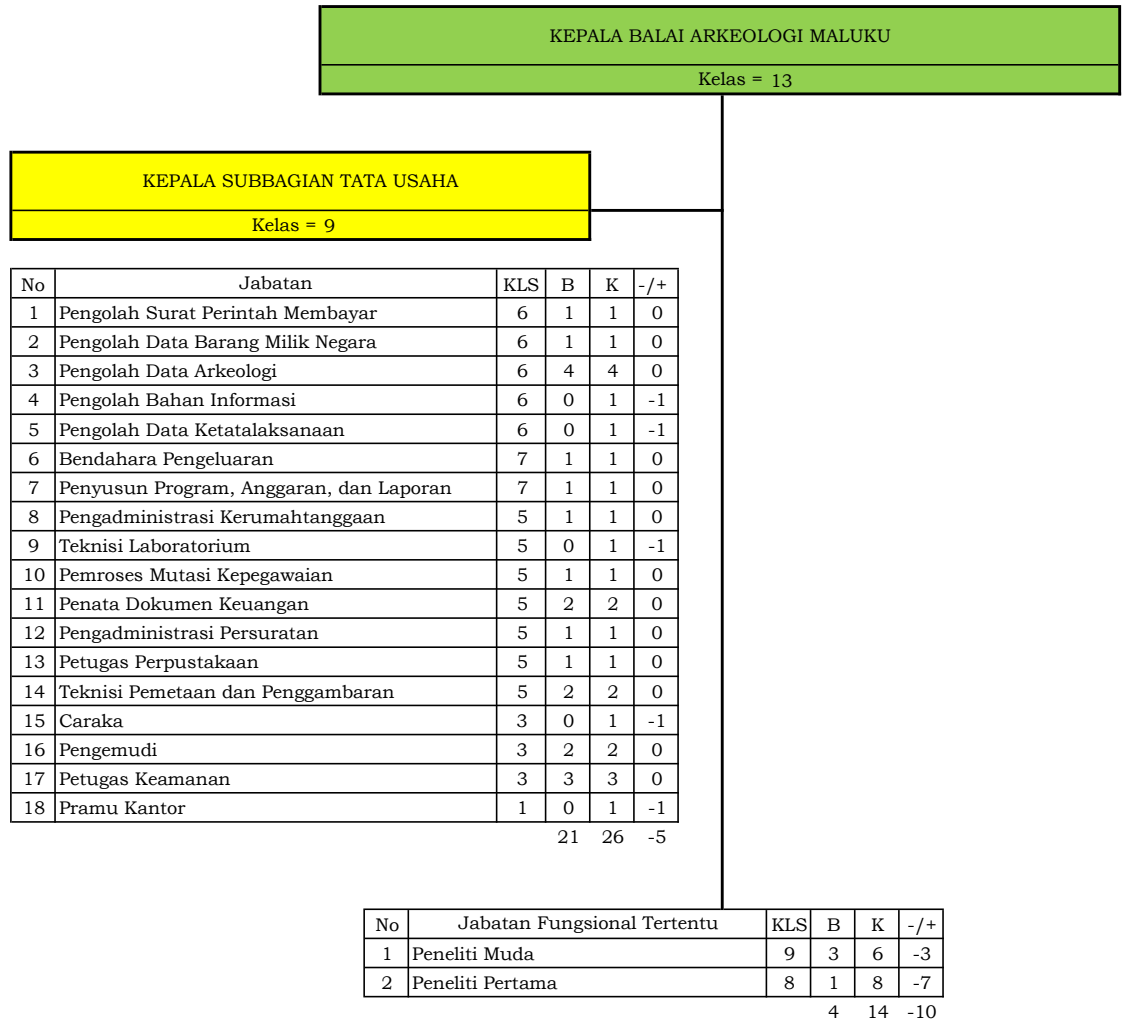 KEPALA BALAI ARKEOLOGI MALUKU
Kelas = 13
KEPALA SUBBAGIAN TATA USAHA
Kelas = 9
No Jabatan KLS B K -/+
1 Pengolah Surat Perintah Membayar 6 1 1 0
2 Pengolah Data Barang Milik Negara 6 1 1 0
3 Pengolah Data Arkeologi 6 4 4 0
4 Pengolah Bahan Informasi 6 0 1 -1
5 Pengolah Data Ketatalaksanaan 6 0 1 -1
6 Bendahara Pengeluaran 7 1 1 0
7 Penyusun Program, Anggaran, dan Laporan 7 1 1 0
8 Pengadministrasi Kerumahtanggaan 5 1 1 0
9 Teknisi Laboratorium 5 0 1 -1
10 Pemroses Mutasi Kepegawaian 5 1 1 0
11 Penata Dokumen Keuangan 5 2 2 0
12 Pengadministrasi Persuratan 5 1 1 0
13 Petugas Perpustakaan 5 1 1 0
14 Teknisi Pemetaan dan Penggambaran 5 2 2 0
15 Caraka 3 0 1 -1
16 Pengemudi 3 2 2 0
17 Petugas Keamanan 3 3 3 0
18 Pramu Kantor 1 0 1 -1
21 26 -5
No Jabatan Fungsional Tertentu KLS B K -/+
1 Peneliti Muda 9 3 6 -3
2 Peneliti Pertama 8 1 8 -7
4 14 -10